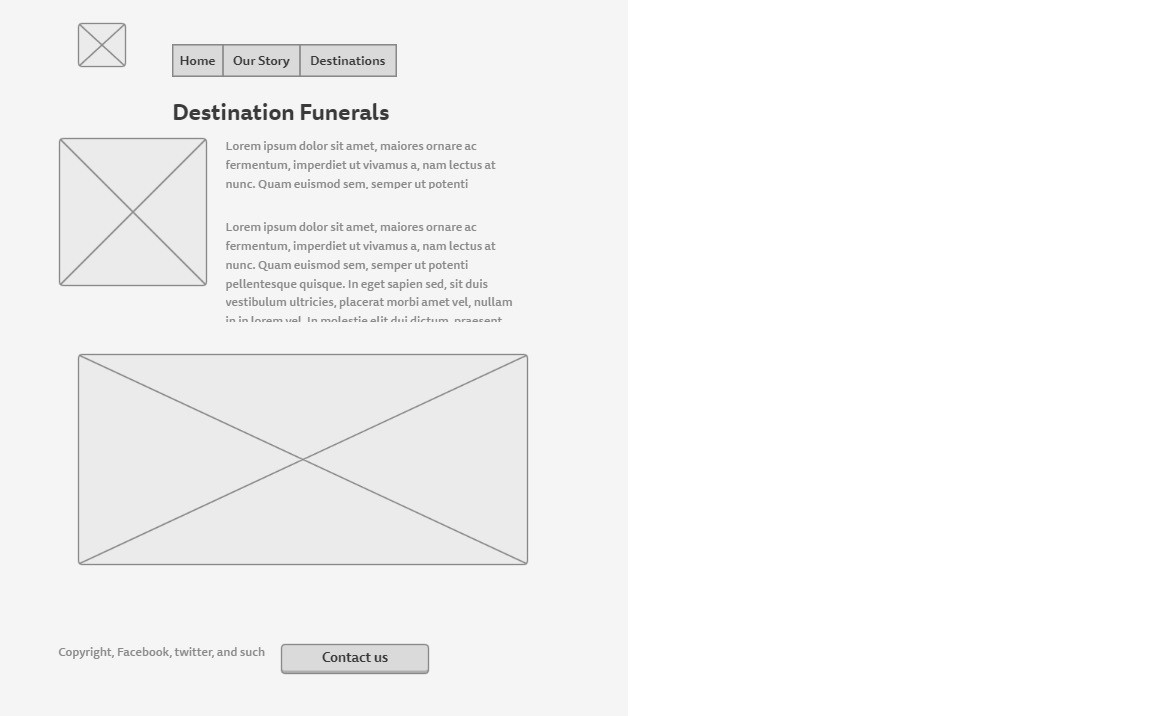 Home Our Story Destinations
Destination Funerals
Lorem ipsum dolor sit amet, maiores ornare ac
fermentum, imperdiet ut vivamus a, nam lectus at
nunc. Quam euismod sem, semper ut potenti
Lorem ipsum dolor sit amet, maiores ornare ac
fermentum, imperdiet ut vivamus a, nam lectus at
nunc. Quam euismod sem, semper ut potenti
pellentesque quisque. In eget sapien sed, sit duis
vestibulum ultricies, placerat morbi amet vel, nullam
in in lorem vel. In molestie elit dui dictum, praesent
Copyright, Facebook, twitter, and such
Contact us